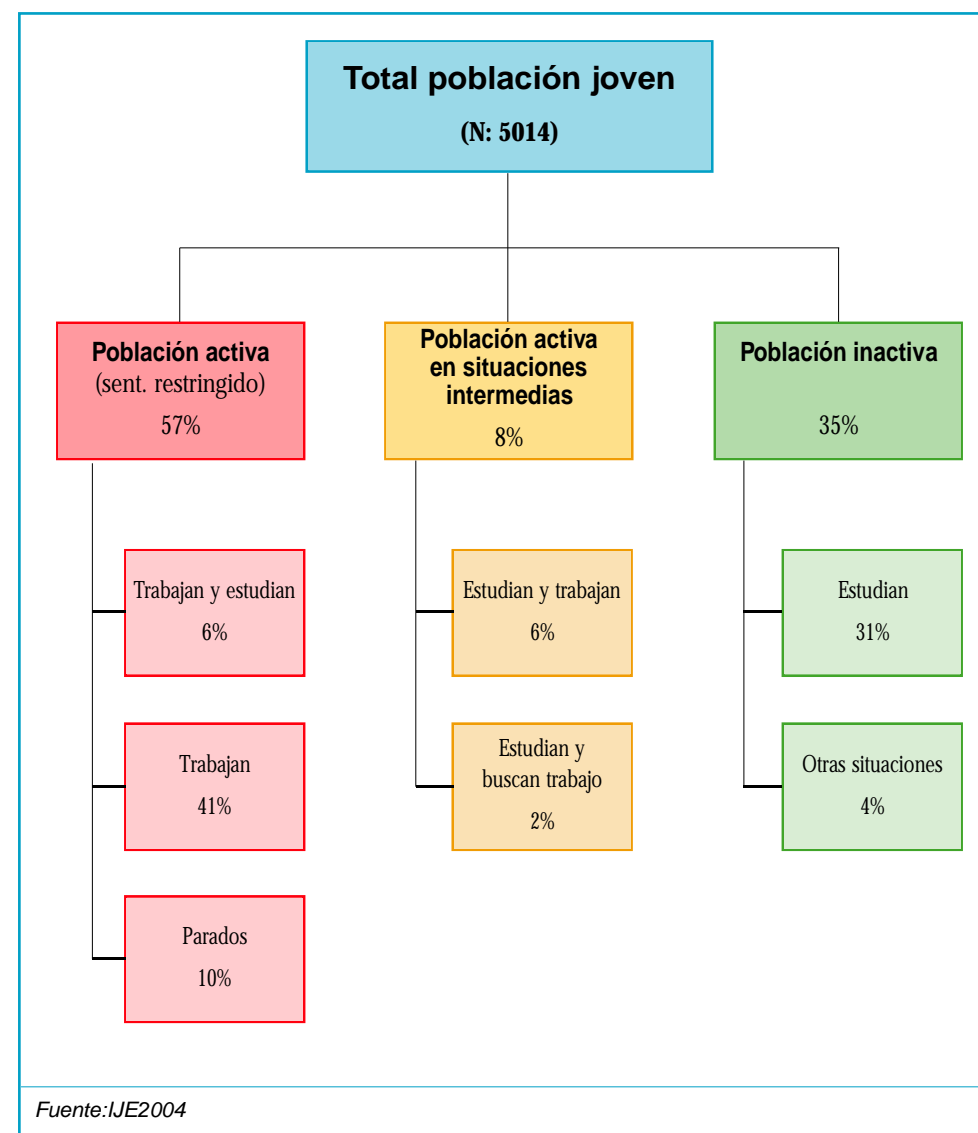 Total población joven
(N: 5014)
Población activa
(sent. restringido)
57%
Población activa
en situaciones
intermedias
8%
Población inactiva
35%
Trabajan y estudian
6%
Estudian y trabajan
6%
Estudian
31%
Trabajan
41%
Estudian y
buscan trabajo
2%
Otras situaciones
4%
Parados
10%
Fuente:IJE2004